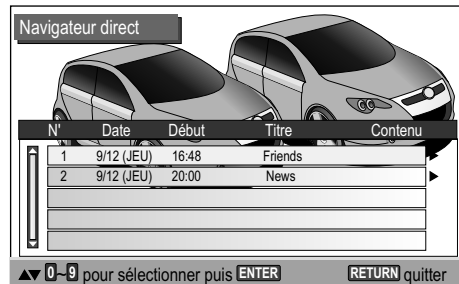 Navigateur direct
N' Date Début Titre Contenu
1 9/12 (JEU) 16:48 Friends
2 9/12 (JEU) 20:00 News
▲▼ 0~9 pour sélectionner puis ENTER RETURN quitter